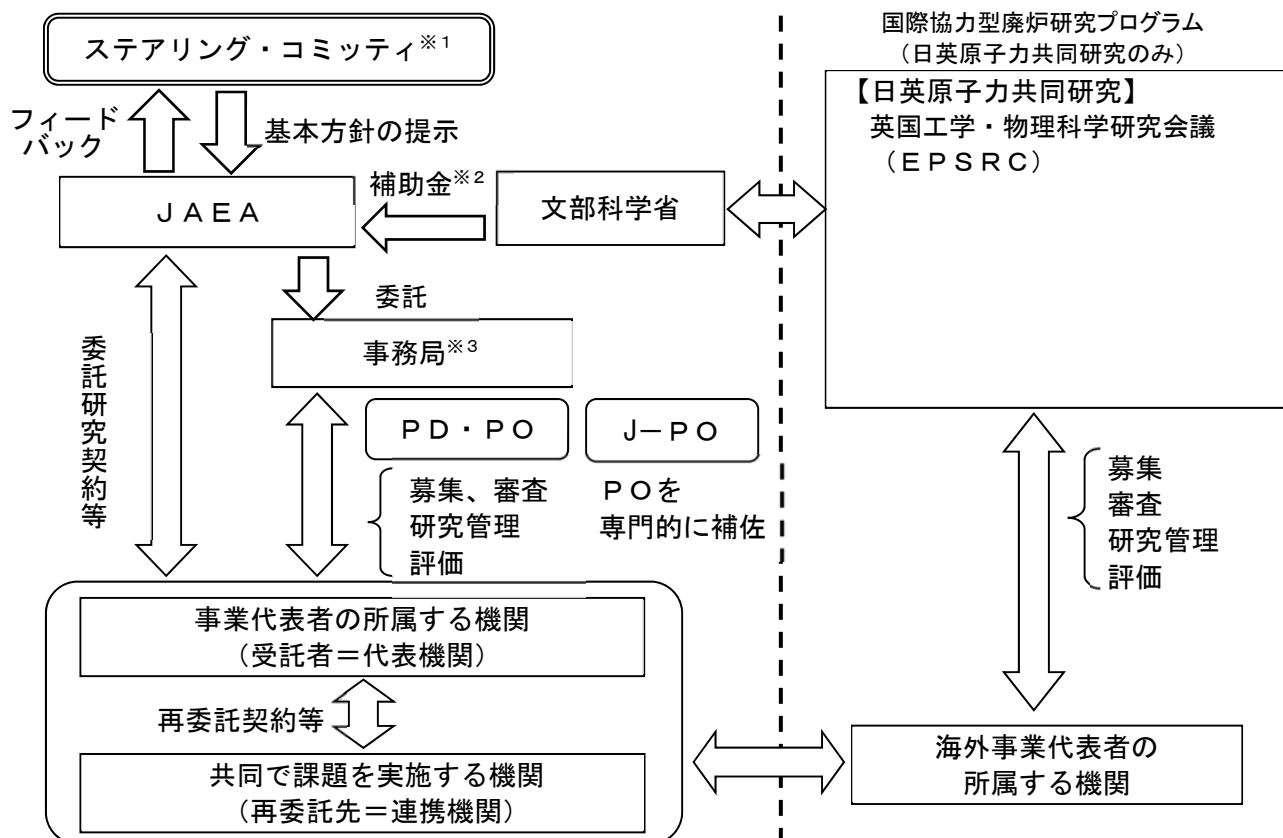 ステアリング・コミッティ※1
フィード
バック
基本方針の提示
JAEA
補助金※2
文部科学省
委託
事務局※3
委託研究契約等
PD・PO
J-PO
募集、審査
研究管理
評価
POを
専門的に補佐
事業代表者の所属する機関
(受託者=代表機関)
再委託契約等
共同で課題を実施する機関
(再委託先=連携機関)
国際協力型廃炉研究プログラム
(日英原子力共同研究のみ)
【日英原子力共同研究】
英国工学・物理科学研究会議
(EPSRC)
募集
審査
研究管理
評価
海外事業代表者の
所属する機関